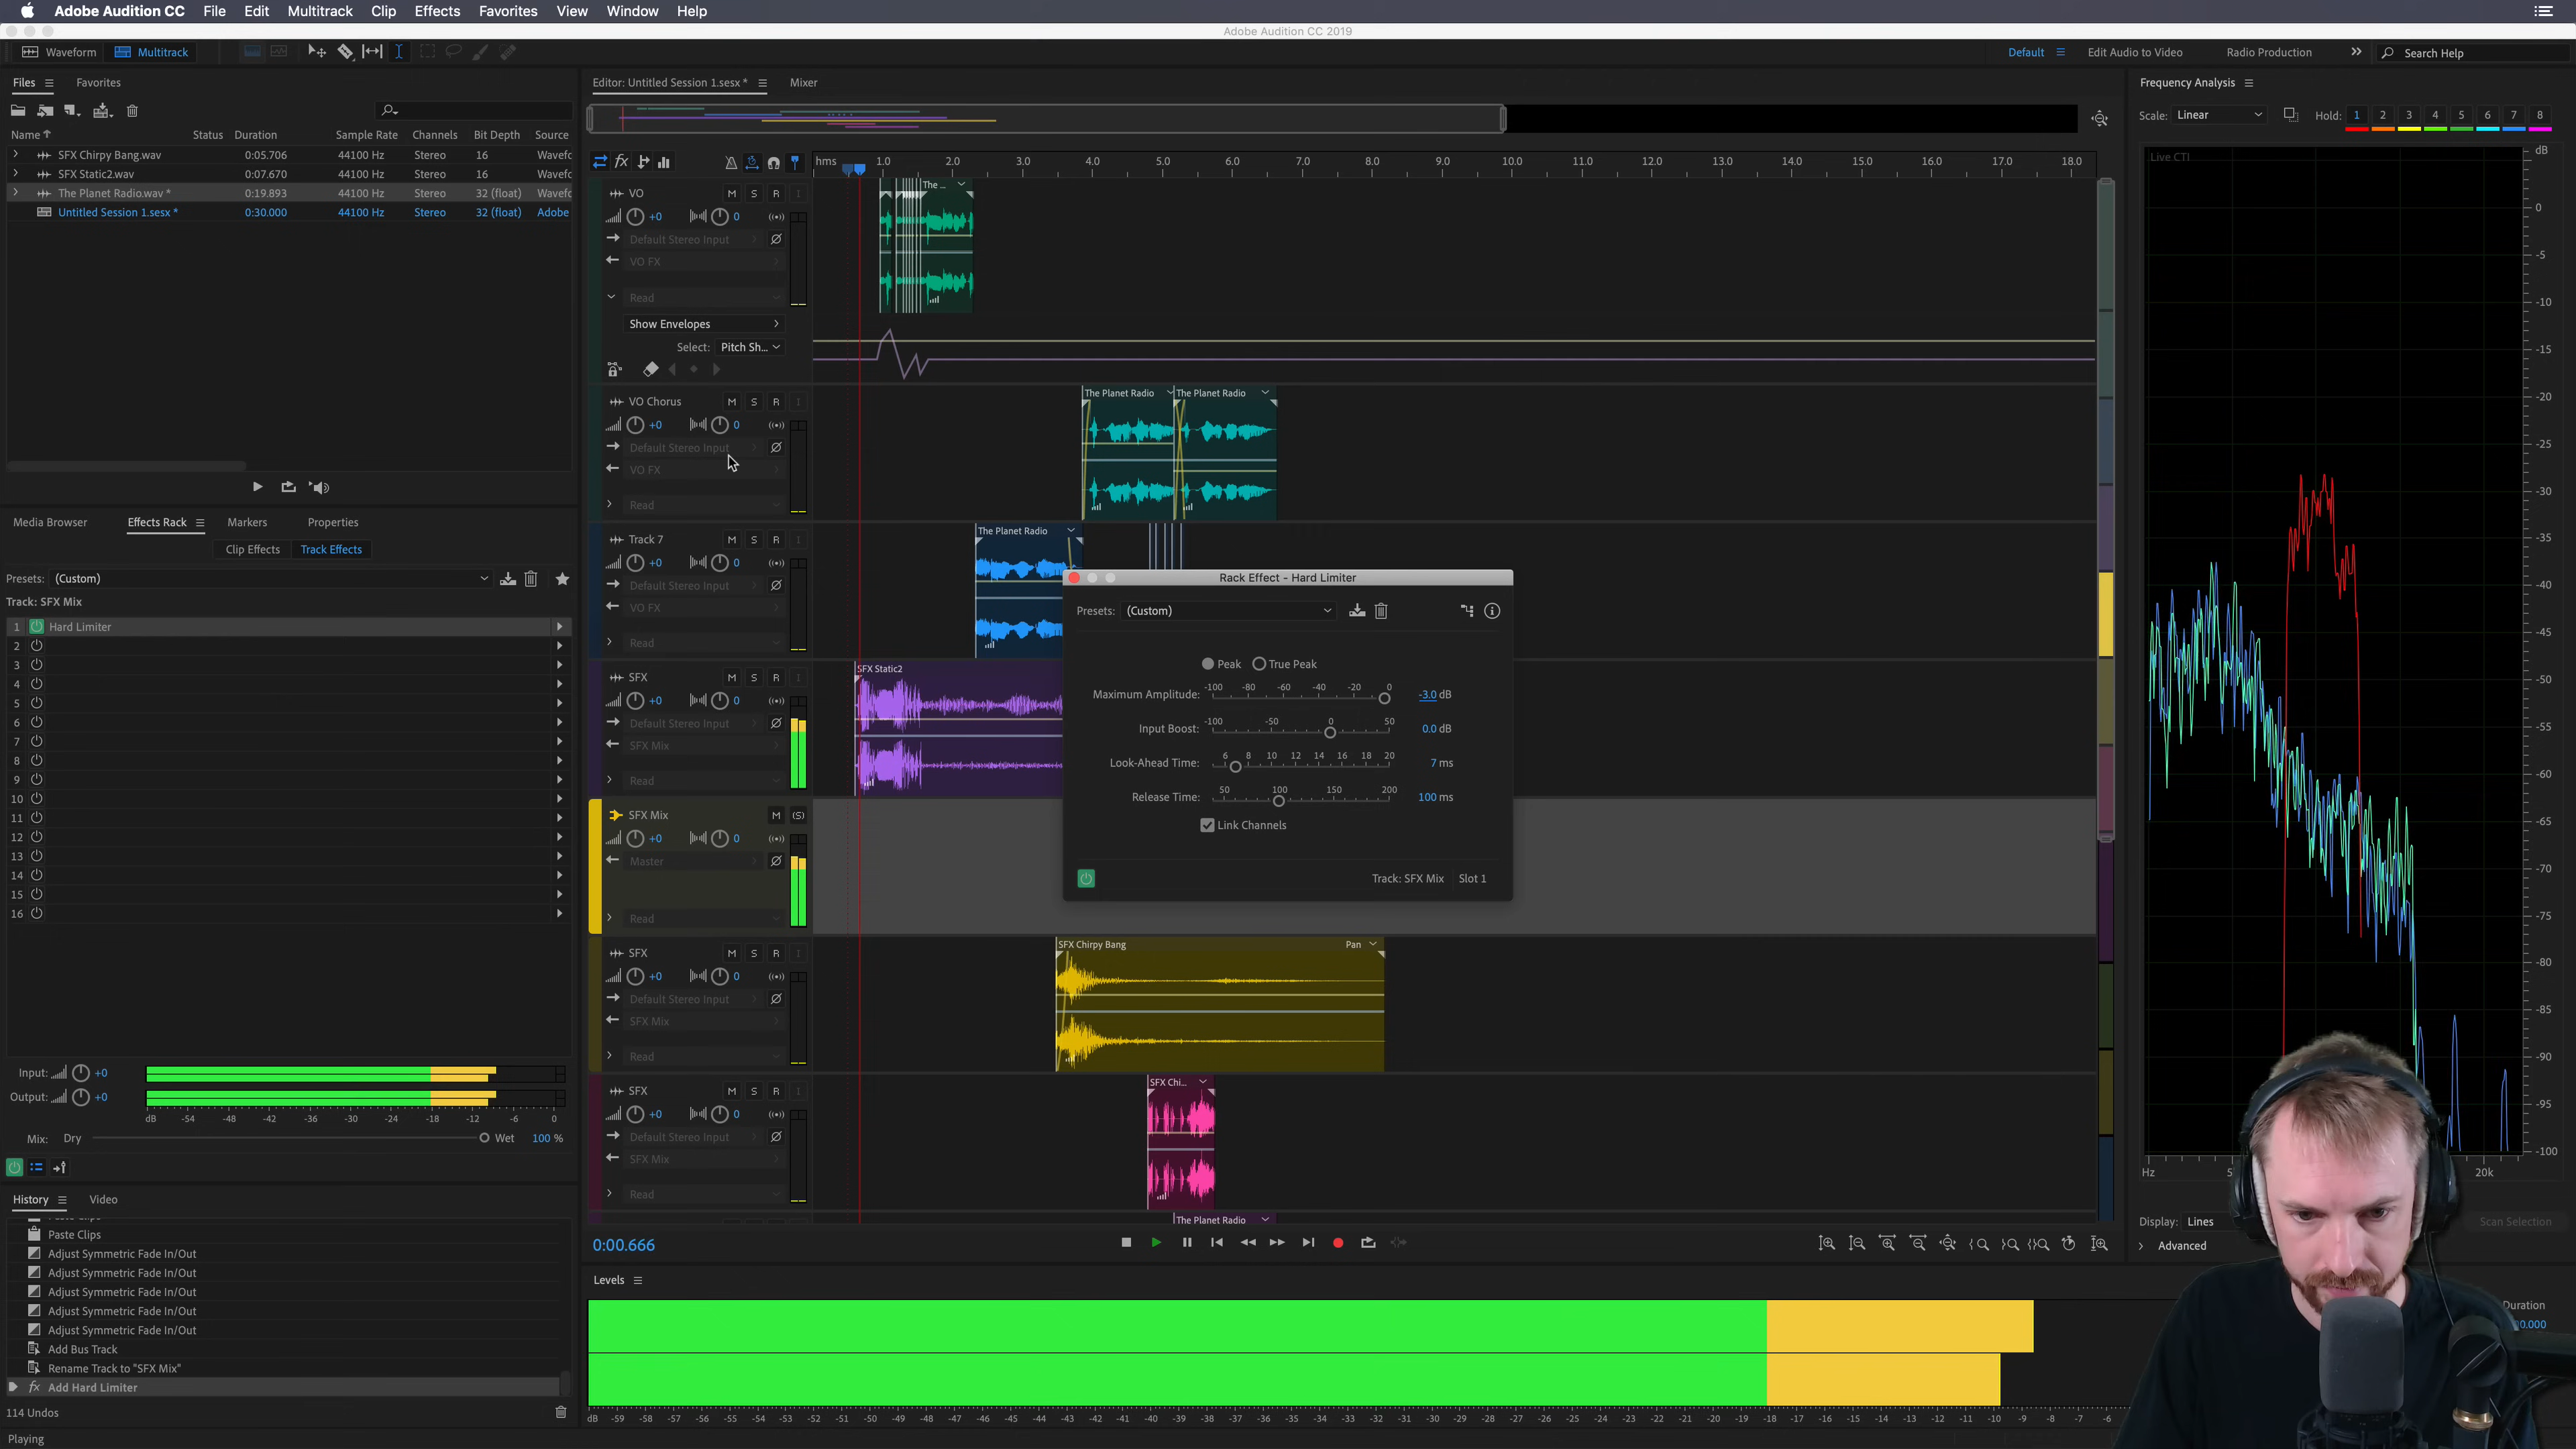 Adobe Audition CC File Edit Multitrack Clip Effects Favorites View Window Help
Adobe Audition CC 2019
Waveform Multitrack Default Edit Audio to Video Radio Production Search Help
Files Favorites
Name Status Duration Sample Rate Channels Bit Depth Source
SFX Chirpy Bang.wav 0:05.706 44100 Hz Stereo 16 Wavefc
SFX Static2.wav 0:07.670 44100 Hz Stereo 16 Wavefc
The Planet Radio.wav * 0:19.893 44100 Hz Stereo 32 (float) Wavefc
Untitled Session 1.sesx * 0:30.000 44100 Hz Stereo 32 (float) Adobe
Media Browser Effects Rack Markers Properties
Clip Effects Track Effects
Presets: (Custom)
Track: SFX Mix
1 Hard Limiter
2
3
4
5
6
7
8
9
10
11
12
13
14
15
16
Input: +0
Output: +0
dB -54 -48 -42 -36 -30 -24 -18 -12 -6 0
Mix: Dry Wet 100 %
History Video
Paste Clips
Adjust Symmetric Fade In/Out
Adjust Symmetric Fade In/Out
Adjust Symmetric Fade In/Out
Adjust Symmetric Fade In/Out
Adjust Symmetric Fade In/Out
Add Bus Track
Rename Track to "SFX Mix"
fx Add Hard Limiter
114 Undos
Playing
Editor: Untitled Session 1.sesx * Mixer
fx hms 1.0 2.0 3.0 4.0 5.0 6.0 7.0 8.0 9.0 10.0 11.0 12.0 13.0 14.0 15.0 16.0 17.0 18.0
VO M S R I
+0 0
Default Stereo Input
VO FX
Read
Show Envelopes
Select: Pitch Sh...
The ...
VO Chorus M S R I
+0 0
Default Stereo Input
VO FX
Read
The Planet Radio The Planet Radio
Track 7 M S R I
+0 0
Default Stereo Input
VO FX
Read
The Planet Radio
SFX M S R I
+0 0
Default Stereo Input
SFX Mix
Read
SFX Static2
SFX Mix M (S)
+0 0
Master
Read
SFX M S R I
+0 0
Default Stereo Input
SFX Mix
Read
SFX Chirpy Bang Pan
SFX M S R I
+0 0
Default Stereo Input
SFX Mix
Read
SFX Chi...
The Planet Radio
Rack Effect - Hard Limiter
Presets: (Custom)
Peak True Peak
-100 -80 -60 -40 -20 0
Maximum Amplitude: -3.0 dB
-100 -50 0 50
Input Boost: 0.0 dB
6 8 10 12 14 16 18 20
Look-Ahead Time: 7 ms
50 100 150 200
Release Time: 100 ms
Link Channels
Track: SFX Mix Slot 1
0:00.666
Levels
dB -59 -58 -57 -56 -55 -54 -53 -52 -51 -50 -49 -48 -47 -46 -45 -44 -43 -42 -41 -40 -39 -38 -37 -36 -35 -34 -33 -32 -31 -30 -29 -28 -27 -26 -25 -24 -23 -22 -21 -20 -19 -18 -17 -16 -15 -14 -13 -12 -11 -10 -9 -8 -7 -6
Frequency Analysis
Scale: Linear Hold: 1 2 3 4 5 6 7 8
Live CTI
dB
0
-5
-10
-15
-20
-25
-30
-35
-40
-45
-50
-55
-60
-65
-70
-75
-80
-85
-90
-95
-100
Hz 20k
Display: Lines Scan Selection
Advanced
Duration